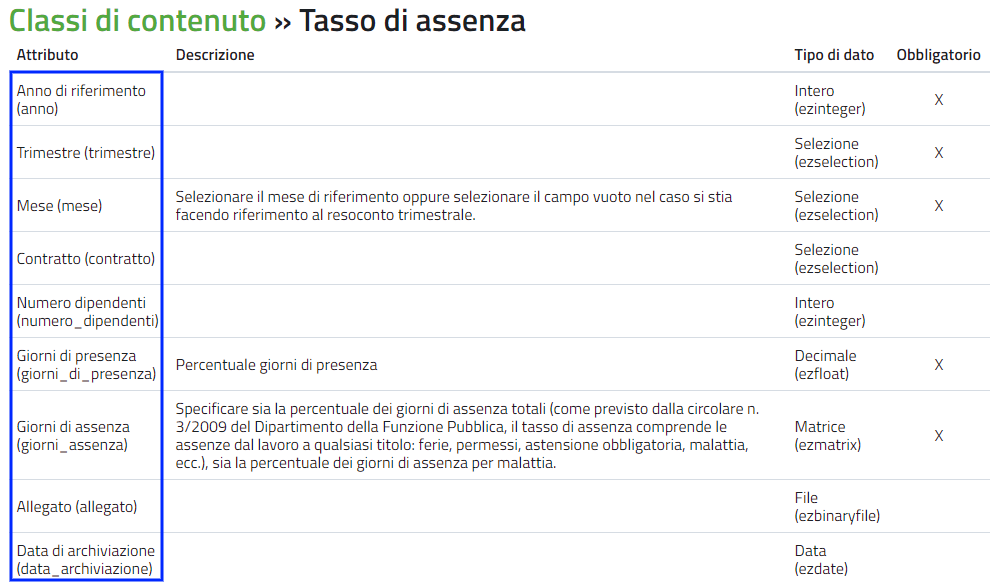 Classi di contenuto » Tasso di assenza
Attributo Descrizione Tipo di dato Obbligatorio
Anno di riferimento
(anno)
Intero
(ezinteger)
X
Trimestre (trimestre)
Selezione
(ezselection)
X
Mese (mese)
Selezionare il mese di riferimento oppure selezionare il campo vuoto nel caso si stia
facendo riferimento al resoconto trimestrale.
Selezione
(ezselection)
X
Contratto (contratto)
Selezione
(ezselection)
Numero dipendenti
(numero_dipendenti)
Intero
(ezinteger)
Giorni di presenza
(giorni_di_presenza)
Percentuale giorni di presenza
Decimale
(ezfloat)
X
Giorni di assenza
(giorni_assenza)
Specificare sia la percentuale dei giorni di assenza totali (come previsto dalla circolare n.
3/2009 del Dipartimento della Funzione Pubblica, il tasso di assenza comprende le
assenze dal lavoro a qualsiasi titolo: ferie, permessi, astensione obbligatoria, malattia,
ecc.), sia la percentuale dei giorni di assenza per malattia.
Matrice
(ezmatrix)
X
Allegato (allegato)
File
(ezbinaryfile)
Data di archiviazione
(data_archiviazione)
Data
(ezdate)